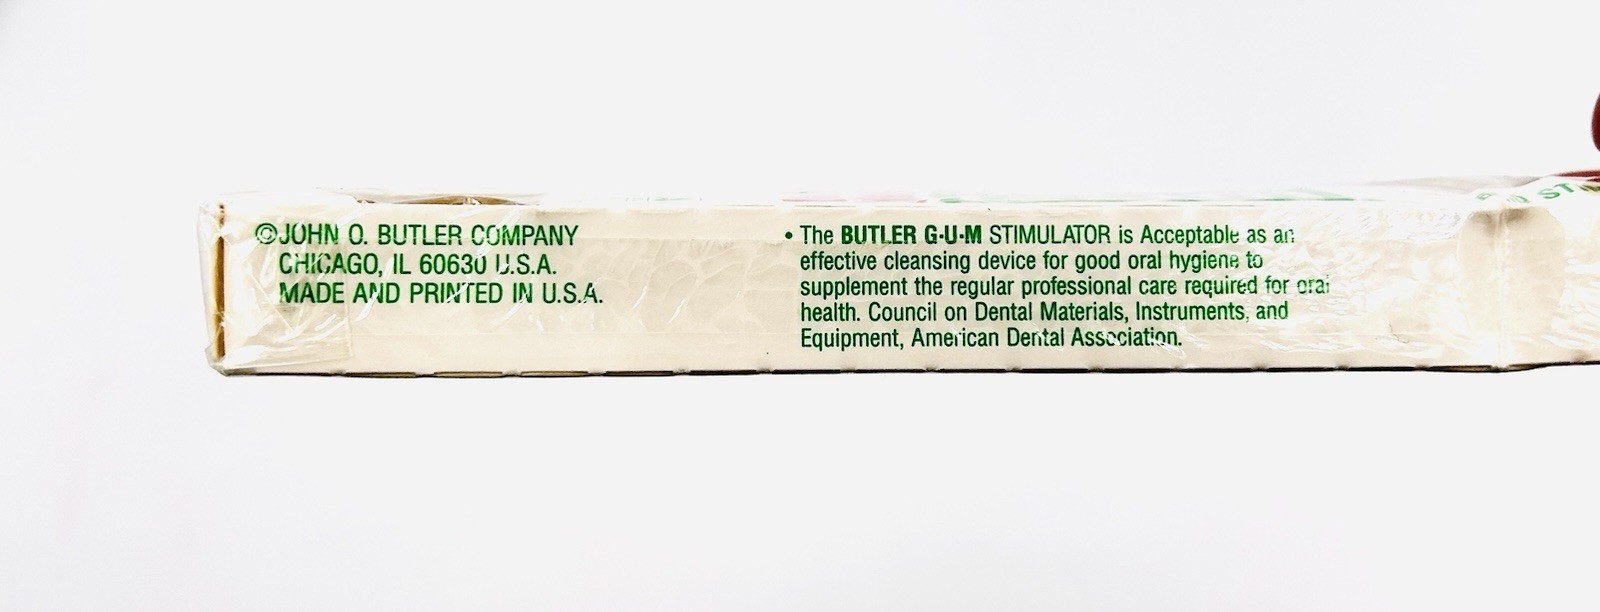 ©JOHN O. BUTLER COMPANY
CHICAGO, IL 60630 U.S.A.
MADE AND PRINTED IN U.S.A.
• The BUTLER G·U·M STIMULATOR is Acceptable as an
effective cleansing device for good oral hygiene to
supplement the regular professional care required for oral
health. Council on Dental Materials, Instruments, and
Equipment, American Dental Association.